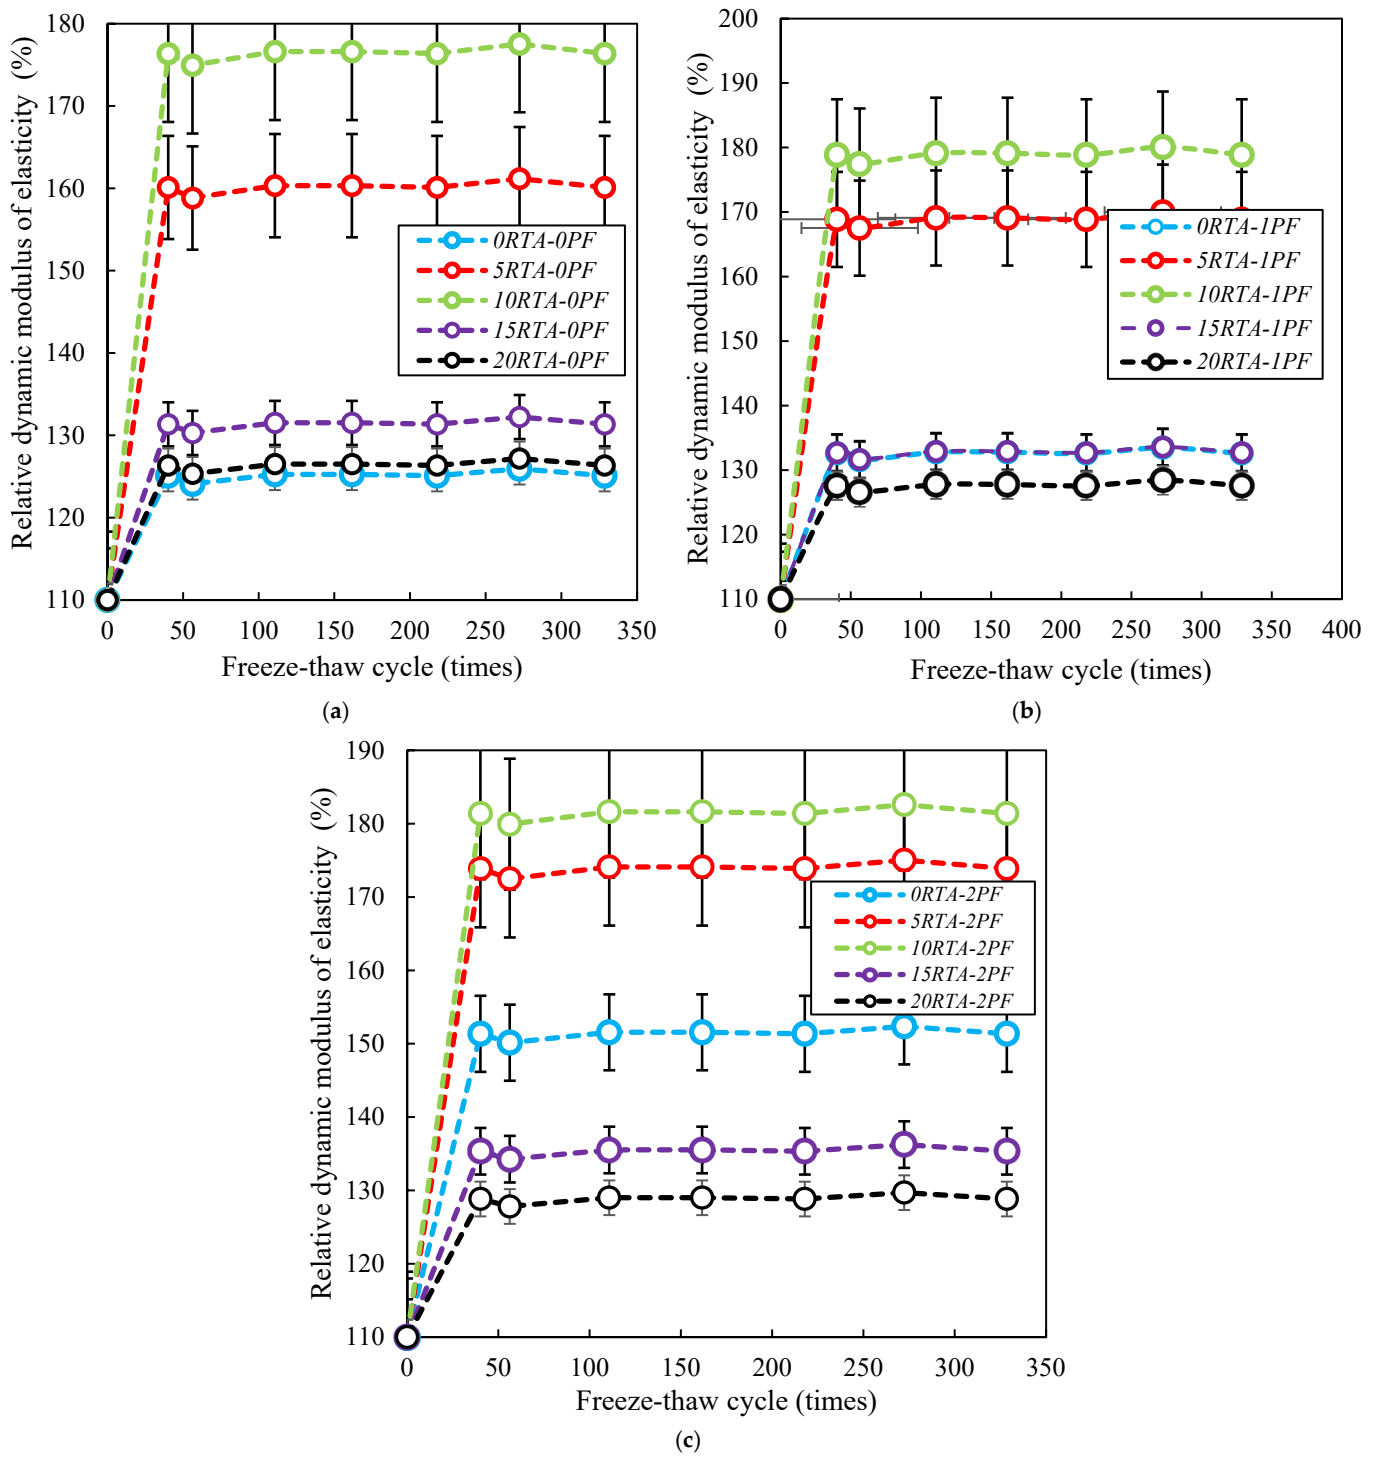 Relative dynamic modulus of elasticity (%)
180
170
160
150
140
130
120
110
0RTA-0PF
5RTA-0PF
10RTA-0PF
15RTA-0PF
20RTA-0PF
0 50 100 150 200 250 300 350
Freeze-thaw cycle (times)
(a)
Relative dynamic modulus of elasticity (%)
200
190
180
170
160
150
140
130
120
110
0RTA-1PF
5RTA-1PF
10RTA-1PF
15RTA-1PF
20RTA-1PF
0 50 100 150 200 250 300 350 400
Freeze-thaw cycle (times)
(b)
Relative dynamic modulus of elasticity (%)
190
180
170
160
150
140
130
120
110
0RTA-2PF
5RTA-2PF
10RTA-2PF
15RTA-2PF
20RTA-2PF
0 50 100 150 200 250 300 350
Freeze-thaw cycle (times)
(c)